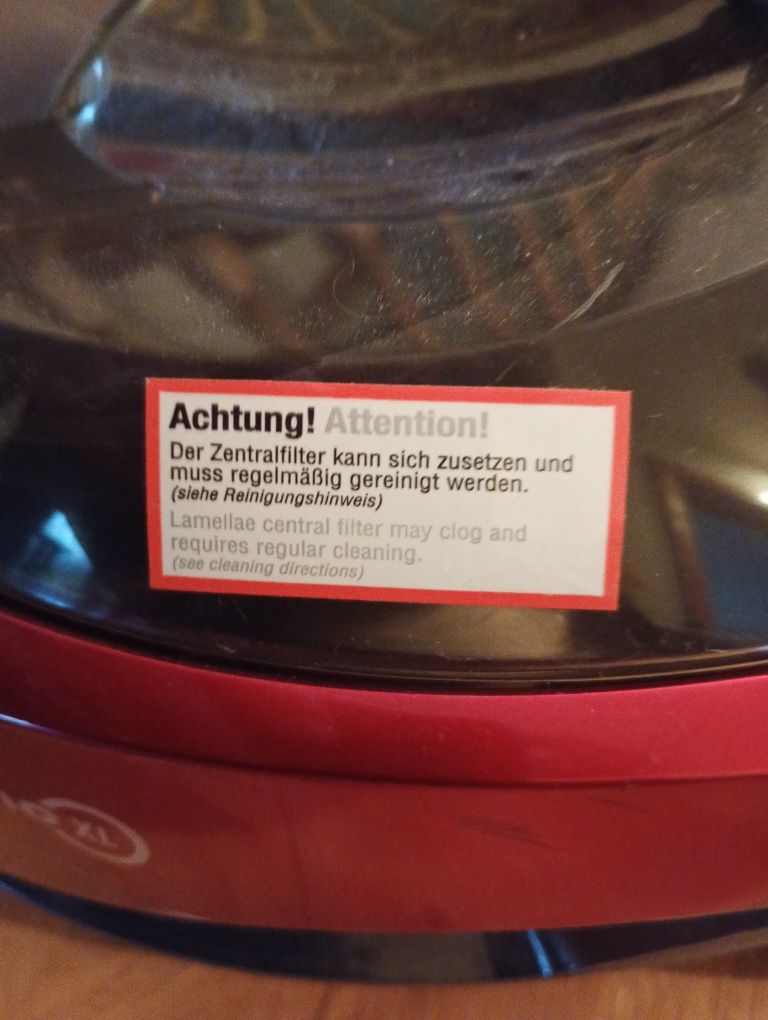 Achtung! Attention!
Der Zentralfilter kann sich zusetzen und
muss regelmäßig gereinigt werden.
(siehe Reinigungshinweis)
Lamellae central filter may clog and
requires regular cleaning.
(see cleaning directions)
XL